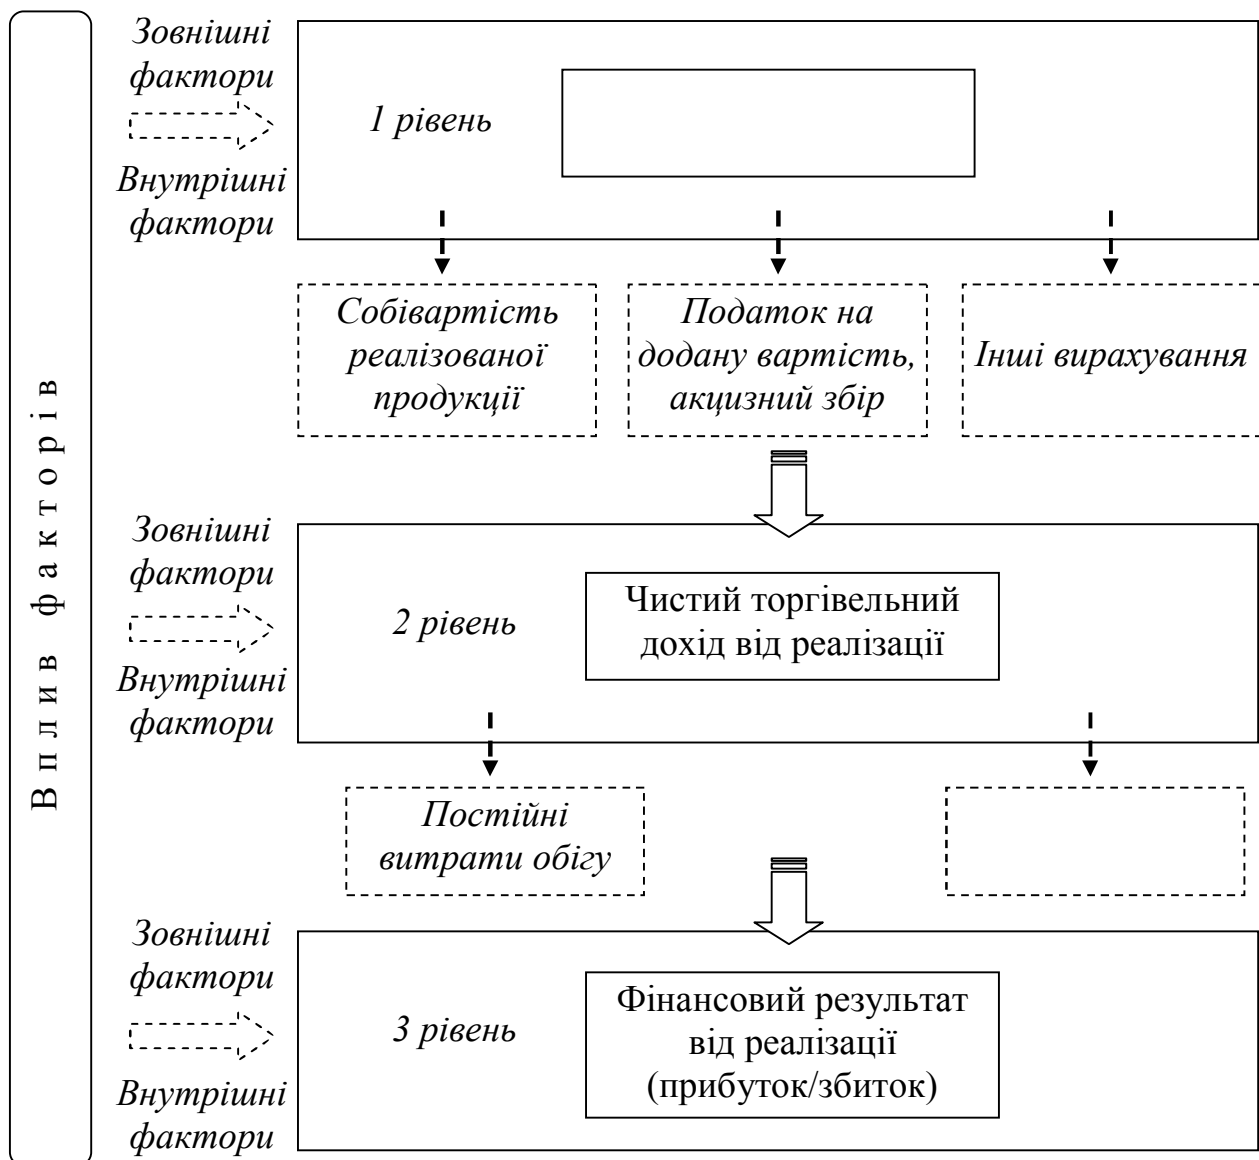 Вплив факторів
Зовнішні
фактори
Внутрішні
фактори
1 рівень
Собівартість
реалізованої
продукції
Податок на
додану вартість,
акцизний збір
Інші вирахування
Зовнішні
фактори
Внутрішні
фактори
2 рівень
Чистий торгівельний
дохід від реалізації
Постійні
витрати обігу
Зовнішні
фактори
Внутрішні
фактори
3 рівень
Фінансовий результат
від реалізації
(прибуток/збиток)